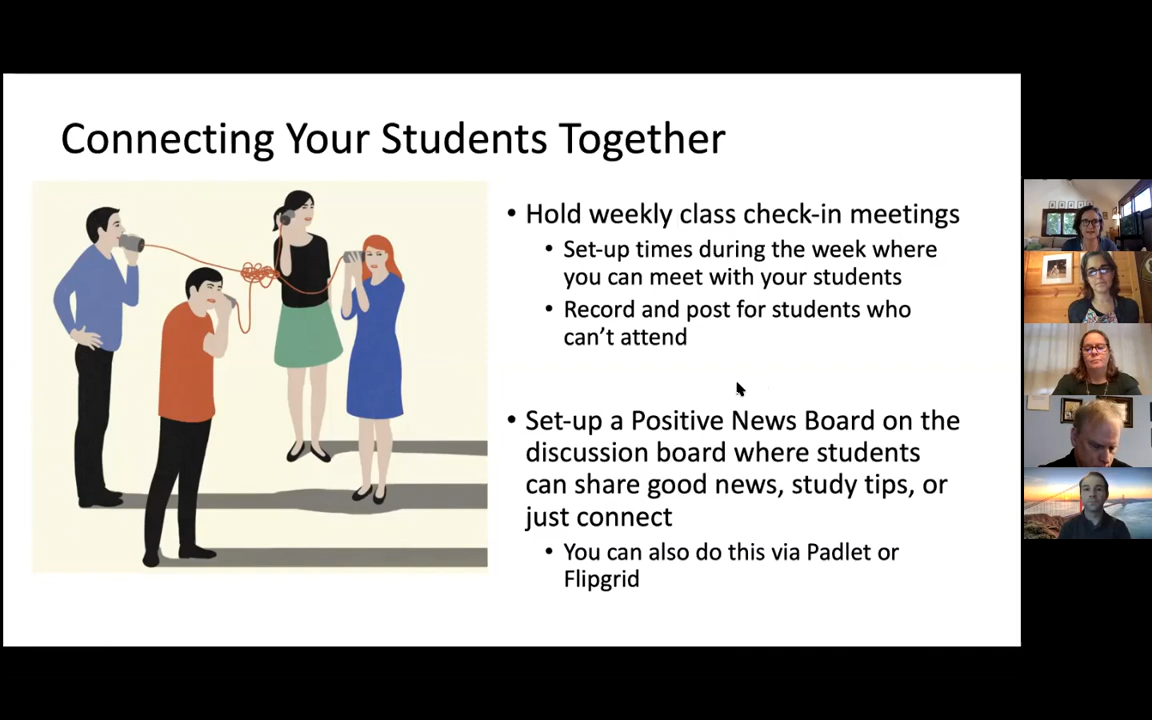 Connecting Your Students Together
• Hold weekly class check-in meetings
• Set-up times during the week where
you can meet with your students
• Record and post for students who
can't attend
• Set-up a Positive News Board on the
discussion board where students
can share good news, study tips, or
just connect
• You can also do this via Padlet or
Flipgrid